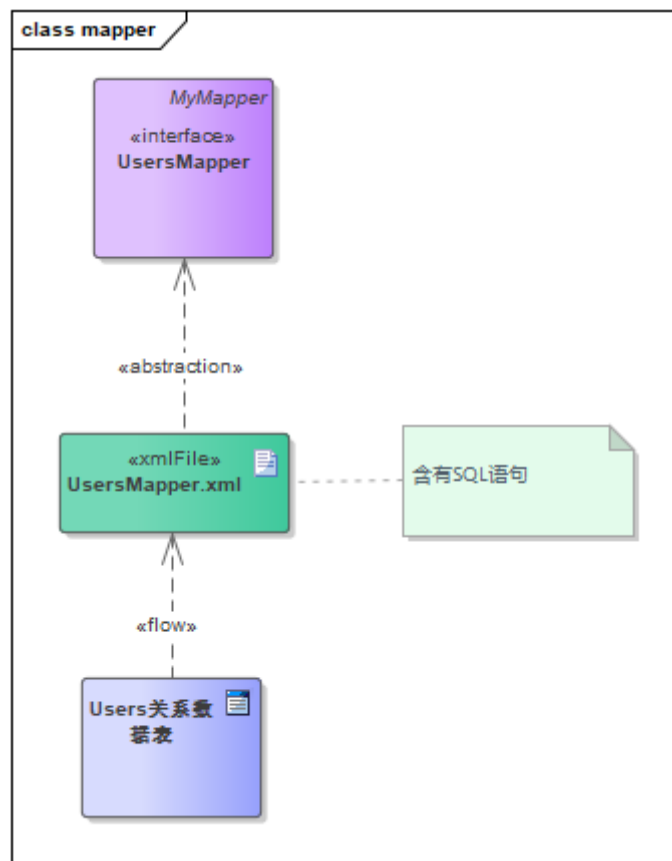 class mapper
MyMapper
«interface»
UsersMapper
«abstraction»
«xmlFile»
UsersMapper.xml
含有SQL语句
«flow»
Users关系数
据表